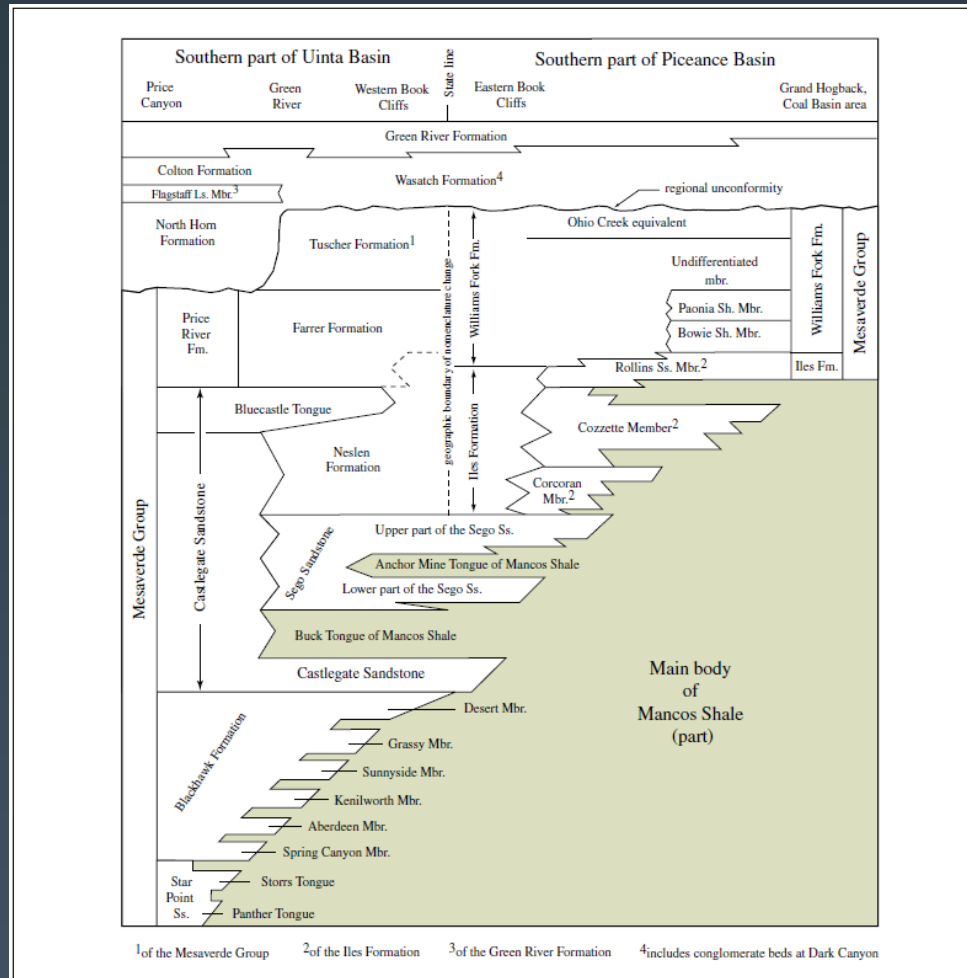 Southern part of Uinta Basin
State line
Southern part of Piceance Basin
Price
Canyon
Green
River
Western Book
Cliffs
Eastern Book
Cliffs
Grand Hogback,
Coal Basin area
Green River Formation
Colton Formation
Wasatch Formation4
Flagstaff Ls. Mbr.3
regional unconformity
North Horn
Formation
Ohio Creek equivalent
Tuscher Formation1
geographic boundary of nomenclature change
Williams Fork Fm.
Undifferentiated
mbr.
Williams Fork Fm.
Mesaverde Group
Paonia Sh. Mbr.
Price
River
Fm.
Farrer Formation
Bowie Sh. Mbr.
Rollins Ss. Mbr.2
Iles Fm.
Bluecastle Tongue
Iles Formation
Cozzette Member2
Neslen
Formation
Corcoran
Mbr.2
Mesaverde Group
Castlegate Sandstone
Sego Sandstone
Upper part of the Sego Ss.
Anchor Mine Tongue of Mancos Shale
Lower part of the Sego Ss.
Buck Tongue of Mancos Shale
Castlegate Sandstone
Main body
of
Mancos Shale
(part)
Blackhawk Formation
Desert Mbr.
Grassy Mbr.
Sunnyside Mbr.
Kenilworth Mbr.
Aberdeen Mbr.
Spring Canyon Mbr.
Star
Point
Ss.
Storrs Tongue
Panther Tongue
1of the Mesaverde Group 2of the Iles Formation 3of the Green River Formation 4includes conglomerate beds at Dark Canyon